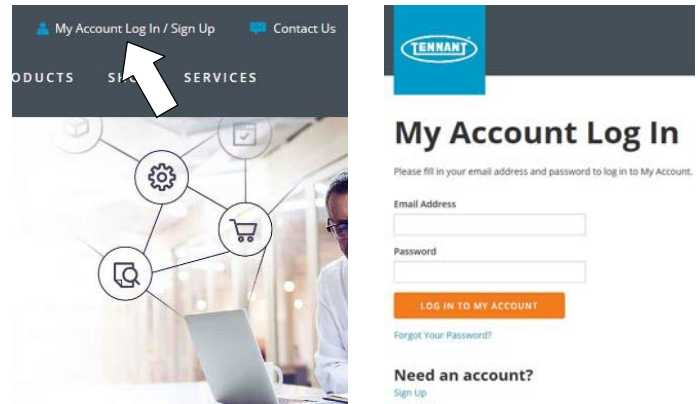 My Account Log In / Sign Up
Contact Us
SERVICES
TENNANT
My Account Log In
Please fill in your email address and password to log in to My Account.
Email Address
Password
LOG IN TO MY ACCOUNT
Forgot Your Password?
Need an account?
Sign Up